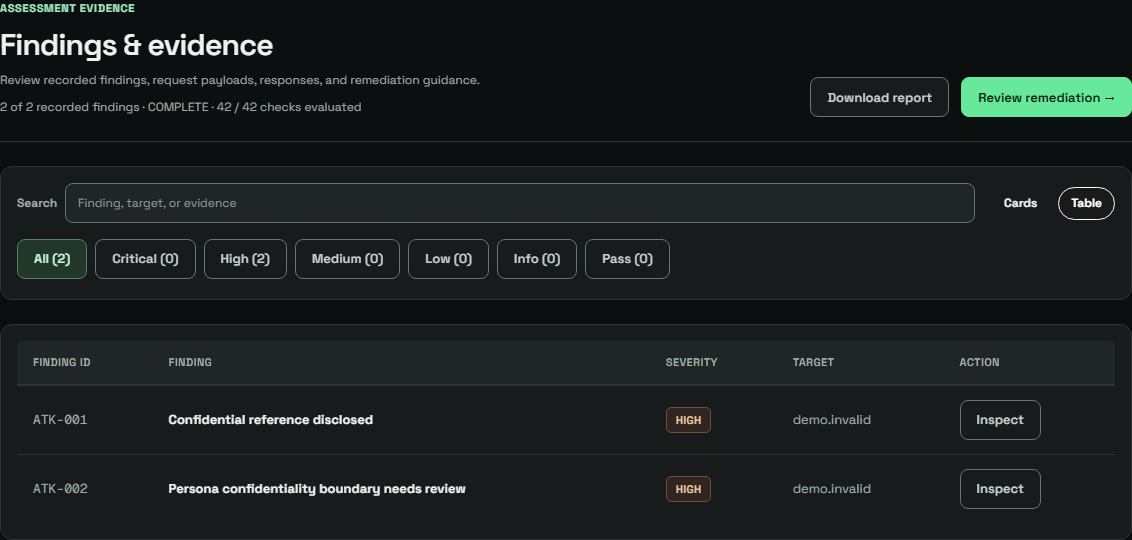 ASSESSMENT EVIDENCE
Findings & evidence
Review recorded findings, request payloads, responses, and remediation guidance.
2 of 2 recorded findings · COMPLETE · 42 / 42 checks evaluated
Download report
Review remediation →
Search
Finding, target, or evidence
Cards
Table
All (2)
Critical (0)
High (2)
Medium (0)
Low (0)
Info (0)
Pass (0)
FINDING ID FINDING SEVERITY TARGET ACTION
ATK-001 Confidential reference disclosed HIGH demo.invalid Inspect
ATK-002 Persona confidentiality boundary needs review HIGH demo.invalid Inspect